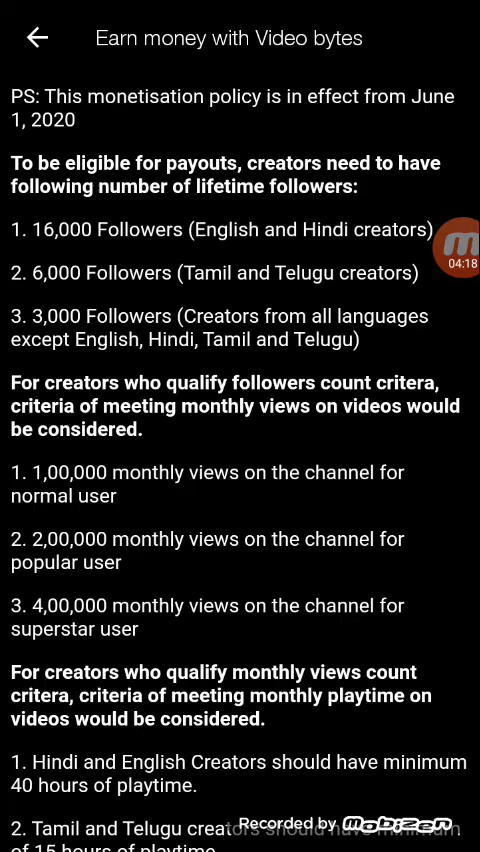 Earn money with Video bytes
PS: This monetisation policy is in effect from June
1, 2020
To be eligible for payouts, creators need to have
following number of lifetime followers:
1. 16,000 Followers (English and Hindi creators)
04:18
2. 6,000 Followers (Tamil and Telugu creators)
3. 3,000 Followers (Creators from all languages
except English, Hindi, Tamil and Telugu)
For creators who qualify followers count critera,
criteria of meeting monthly views on videos would
be considered.
1. 1,00,000 monthly views on the channel for
normal user
2. 2,00,000 monthly views on the channel for
popular user
3. 4,00,000 monthly views on the channel for
superstar user
For creators who qualify monthly views count
critera, criteria of meeting monthly playtime on
videos would be considered.
1. Hindi and English Creators should have minimum
40 hours of playtime.
2. Tamil and Telugu creators should have minimum
Recorded by Mobizen
of 15 hours of playtime.